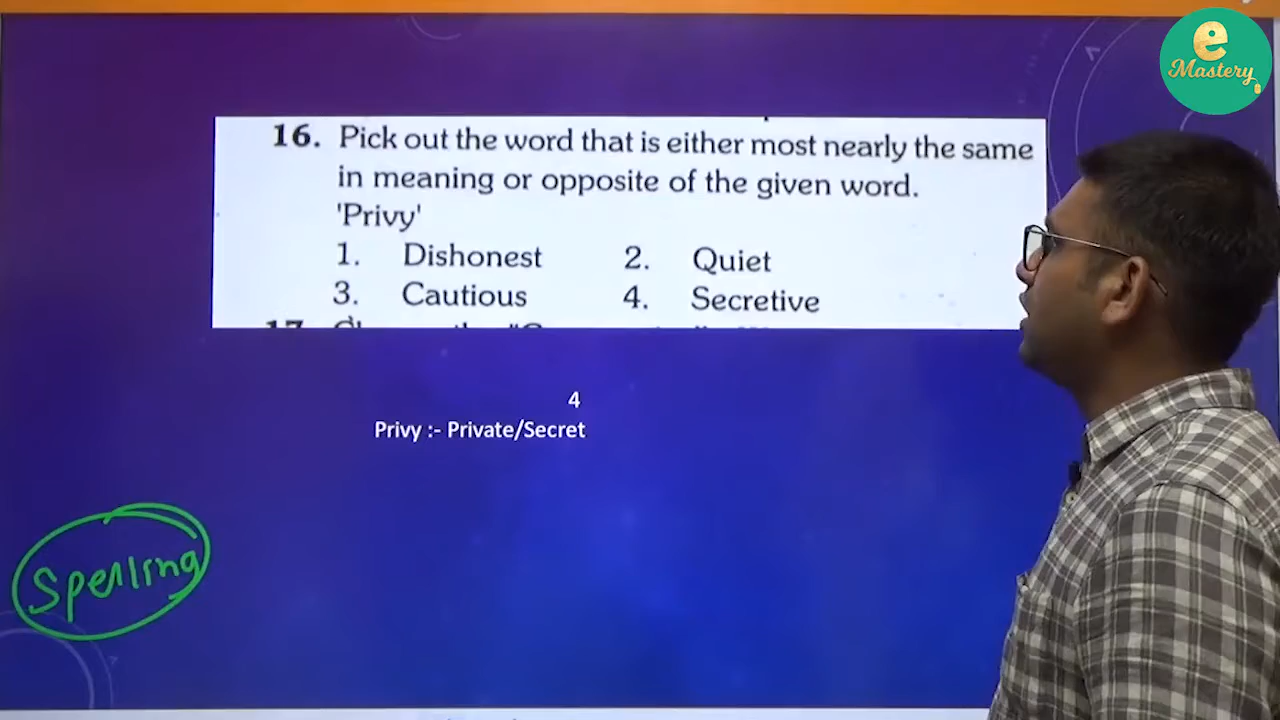 e
Mastery
16. Pick out the word that is either most nearly the same
in meaning or opposite of the given word.
'Privy'
1. Dishonest 2. Quiet
3. Cautious 4. Secretive
17.
4
Privy :- Private/Secret
Spelling